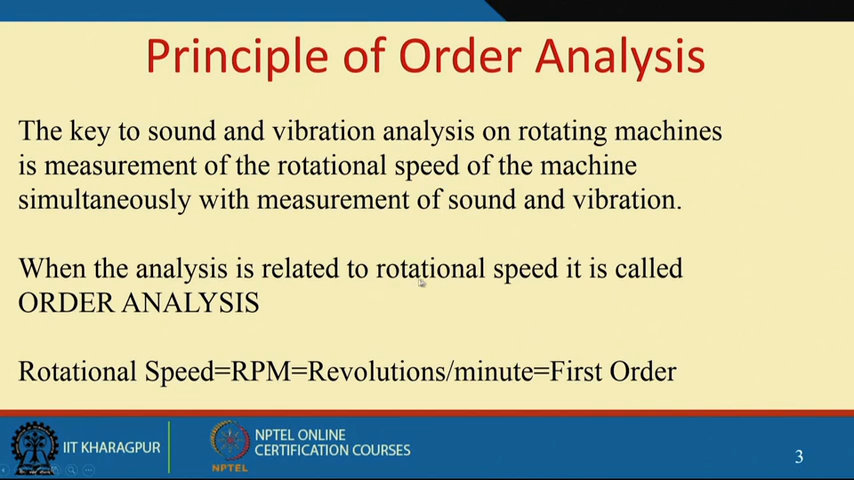 Principle of Order Analysis
The key to sound and vibration analysis on rotating machines
is measurement of the rotational speed of the machine
simultaneously with measurement of sound and vibration.
When the analysis is related to rotational speed it is called
ORDER ANALYSIS
Rotational Speed=RPM=Revolutions/minute=First Order
IIT KHARAGPUR
NPTEL
NPTEL ONLINE
CERTIFICATION COURSES
3